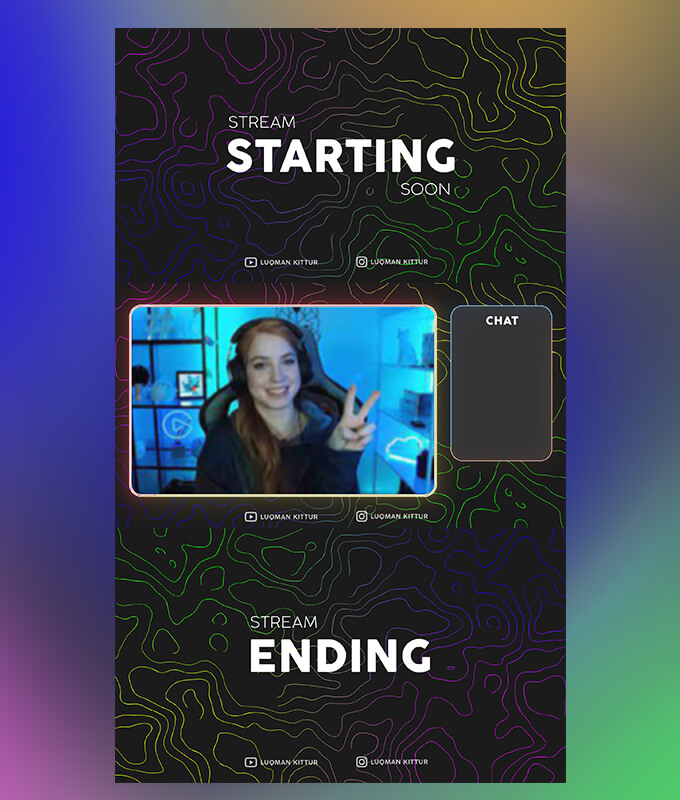 STREAM
STARTING
SOON
LUQMAN KITTUR LUQMAN KITTUR
CHAT
LUQMAN KITTUR LUQMAN KITTUR
STREAM
ENDING
LUQMAN KITTUR LUQMAN KITTUR